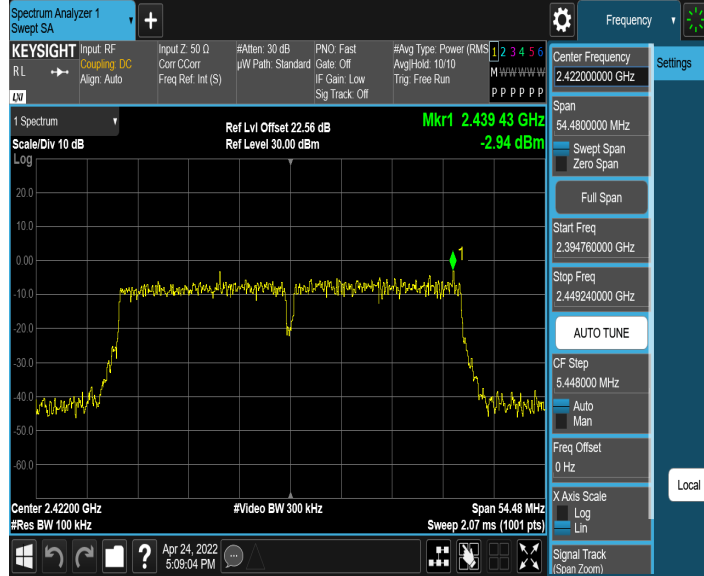 Spectrum Analyzer 1
Swept SA
Frequency
KEYSIGHT
R L
LXI
Input: RF
Coupling: DC
Align: Auto
Input Z: 50 Ω
Corr CCorr
Freq Ref: Int (S)
#Atten: 30 dB
µW Path: Standard
PNO: Fast
Gate: Off
IF Gain: Low
Sig Track: Off
#Avg Type: Power (RMS
Avg|Hold: 10/10
Trig: Free Run
1 2 3 4 5 6
M W W W W W
P P P P P P
1 Spectrum
Scale/Div 10 dB
Ref Lvl Offset 22.56 dB
Ref Level 30.00 dBm
Mkr1 2.439 43 GHz
-2.94 dBm
Log
20.0
10.0
0.00
-10.0
-20.0
-30.0
-40.0
-50.0
-60.0
1
Center 2.42200 GHz
#Res BW 100 kHz
#Video BW 300 kHz
Span 54.48 MHz
Sweep 2.07 ms (1001 pts)
?
Apr 24, 2022
5:09:04 PM
Center Frequency
2.422000000 GHz
Span
54.4800000 MHz
Swept Span
Zero Span
Full Span
Start Freq
2.394760000 GHz
Stop Freq
2.449240000 GHz
AUTO TUNE
CF Step
5.448000 MHz
Auto
Man
Freq Offset
0 Hz
X Axis Scale
Log
Lin
Signal Track
(Span Zoom)
Settings
Local